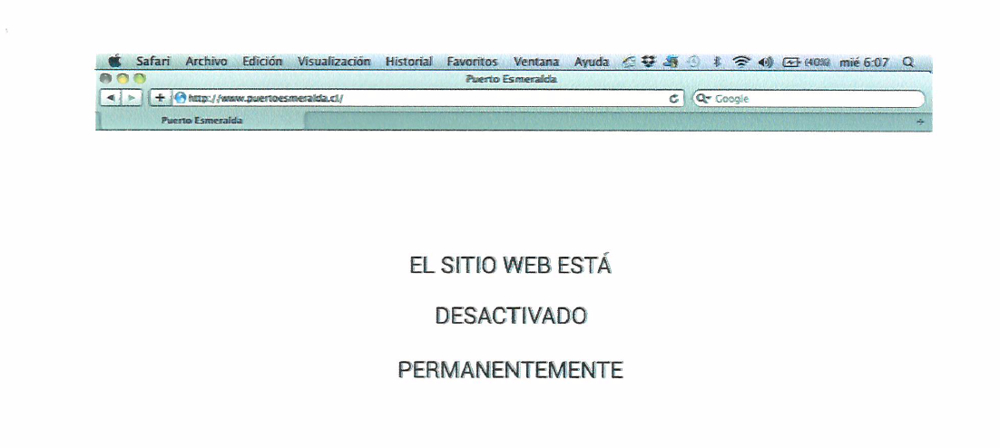 Safari Archivo Edición Visualización Historial Favoritos Ventana Ayuda (40%) mié 6:07
Puerto Esmeralda
http://www.puertoesmeralda.cl/ Google
Puerto Esmeralda
EL SITIO WEB ESTÁ
DESACTIVADO
PERMANENTEMENTE